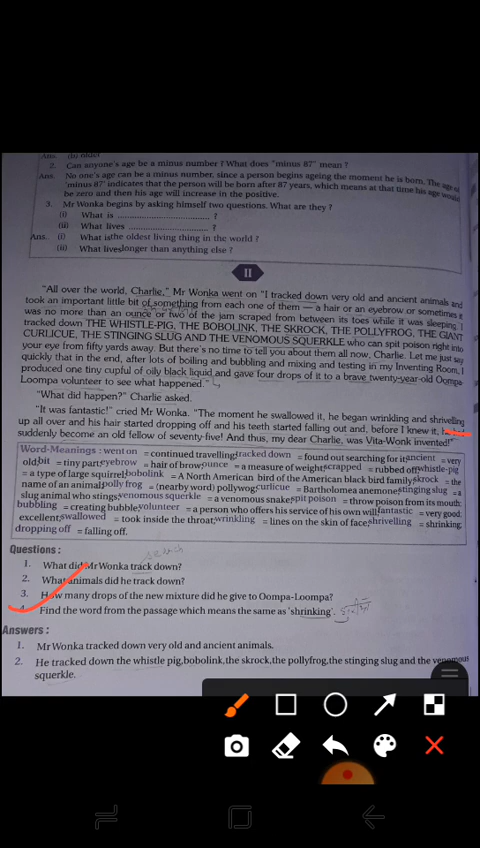 2. Can anyone's age be a minus number ? What does "minus 87" mean ?
Ans. No one's age can be a minus number, since a person begins ageing the moment he is born. The age of
'minus 87' indicates that the person will be born after 87 years, which means at that time his age would
be zero and then his age will increase in the positive.
3. Mr Wonka begins by asking himself two questions. What are they ?
(i) What is ................................... ?
(ii) What lives ............................... ?
Ans. (i) What isthe oldest living thing in the world ?
(ii) What liveslonger than anything else ?
II
"All over the world, Charlie," Mr Wonka went on "I tracked down very old and ancient animals and
took an important little bit of something from each one of them — a hair or an eyebrow or sometimes it
was no more than an ounce or two of the jam scraped from between its toes while it was sleeping. I
tracked down THE WHISTLE-PIG, THE BOBOLINK, THE SKROCK, THE POLLYFROG, THE GIANT
CURLICUE, THE STINGING SLUG AND THE VENOMOUS SQUERKLE who can spit poison right into
your eye from fifty yards away. But there's no time to tell you about them all now, Charlie. Let me just say
quickly that in the end, after lots of boiling and bubbling and mixing and testing in my Inventing Room, I
produced one tiny cupful of oily black liquid and gave four drops of it to a brave twenty-year-old Oompa
Loompa volunteer to see what happened."
"What did happen?" Charlie asked.
"It was fantastic!" cried Mr Wonka. "The moment he swallowed it, he began wrinkling and shrivelling
up all over and his hair started dropping off and his teeth started falling out and, before I knew it,
suddenly become an old fellow of seventy-five! And thus, my dear Charlie, was Vita-Wonk invented!"
Word-Meanings : went on = continued travelling;tracked down = found out searching for it;ancient = very
old;bit = tiny part;eyebrow = hair of brow;ounce = a measure of weight;scrapped = rubbed off;whistle-pig
= a type of large squirrel;bobolink = A North American bird of the American black bird family;skrock = the
name of an animal;polly frog = (nearby word) pollywog;curlicue = Bartholomea anemone;stinging slug = a
slug animal who stings;venomous squerkle = a venomous snake;spit poison = throw poison from its mouth;
bubbling = creating bubble;volunteer = a person who offers his service of his own will;fantastic = very good;
excellent;swallowed = took inside the throat;wrinkling = lines on the skin of face;shrivelling = shrinking;
dropping off = falling off.
Questions :
1. What did Mr Wonka track down?
2. What animals did he track down?
3. How many drops of the new mixture did he give to Oompa-Loompa?
Find the word from the passage which means the same as 'shrinking'.
Answers :
1. Mr Wonka tracked down very old and ancient animals.
2. He tracked down the whistle pig,bobolink,the skrock,the pollyfrog,the stinging slug and the venomous
squerkle.